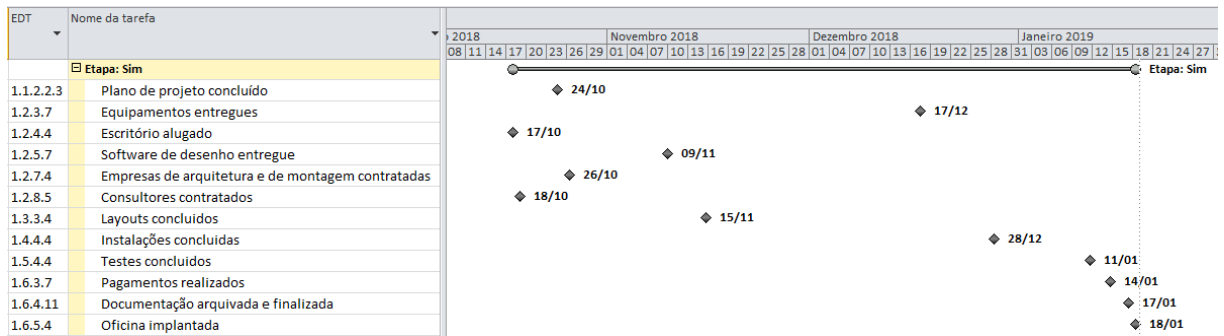 EDT Nome da tarefa
2018 Novembro 2018 Dezembro 2018 Janeiro 2019
08 11 14 17 20 23 26 29 01 04 07 10 13 16 19 22 25 28 01 04 07 10 13 16 19 22 25 28 31 03 06 09 12 15 18 21 24 27
Etapa: Sim Etapa: Sim
1.1.2.2.3 Plano de projeto concluído 24/10
1.2.3.7 Equipamentos entregues 17/12
1.2.4.4 Escritório alugado 17/10
1.2.5.7 Software de desenho entregue 09/11
1.2.7.4 Empresas de arquitetura e de montagem contratadas 26/10
1.2.8.5 Consultores contratados 18/10
1.3.3.4 Layouts concluidos 15/11
1.4.4.4 Instalações concluidas 28/12
1.5.4.4 Testes concluidos 11/01
1.6.3.7 Pagamentos realizados 14/01
1.6.4.11 Documentação arquivada e finalizada 17/01
1.6.5.4 Oficina implantada 18/01